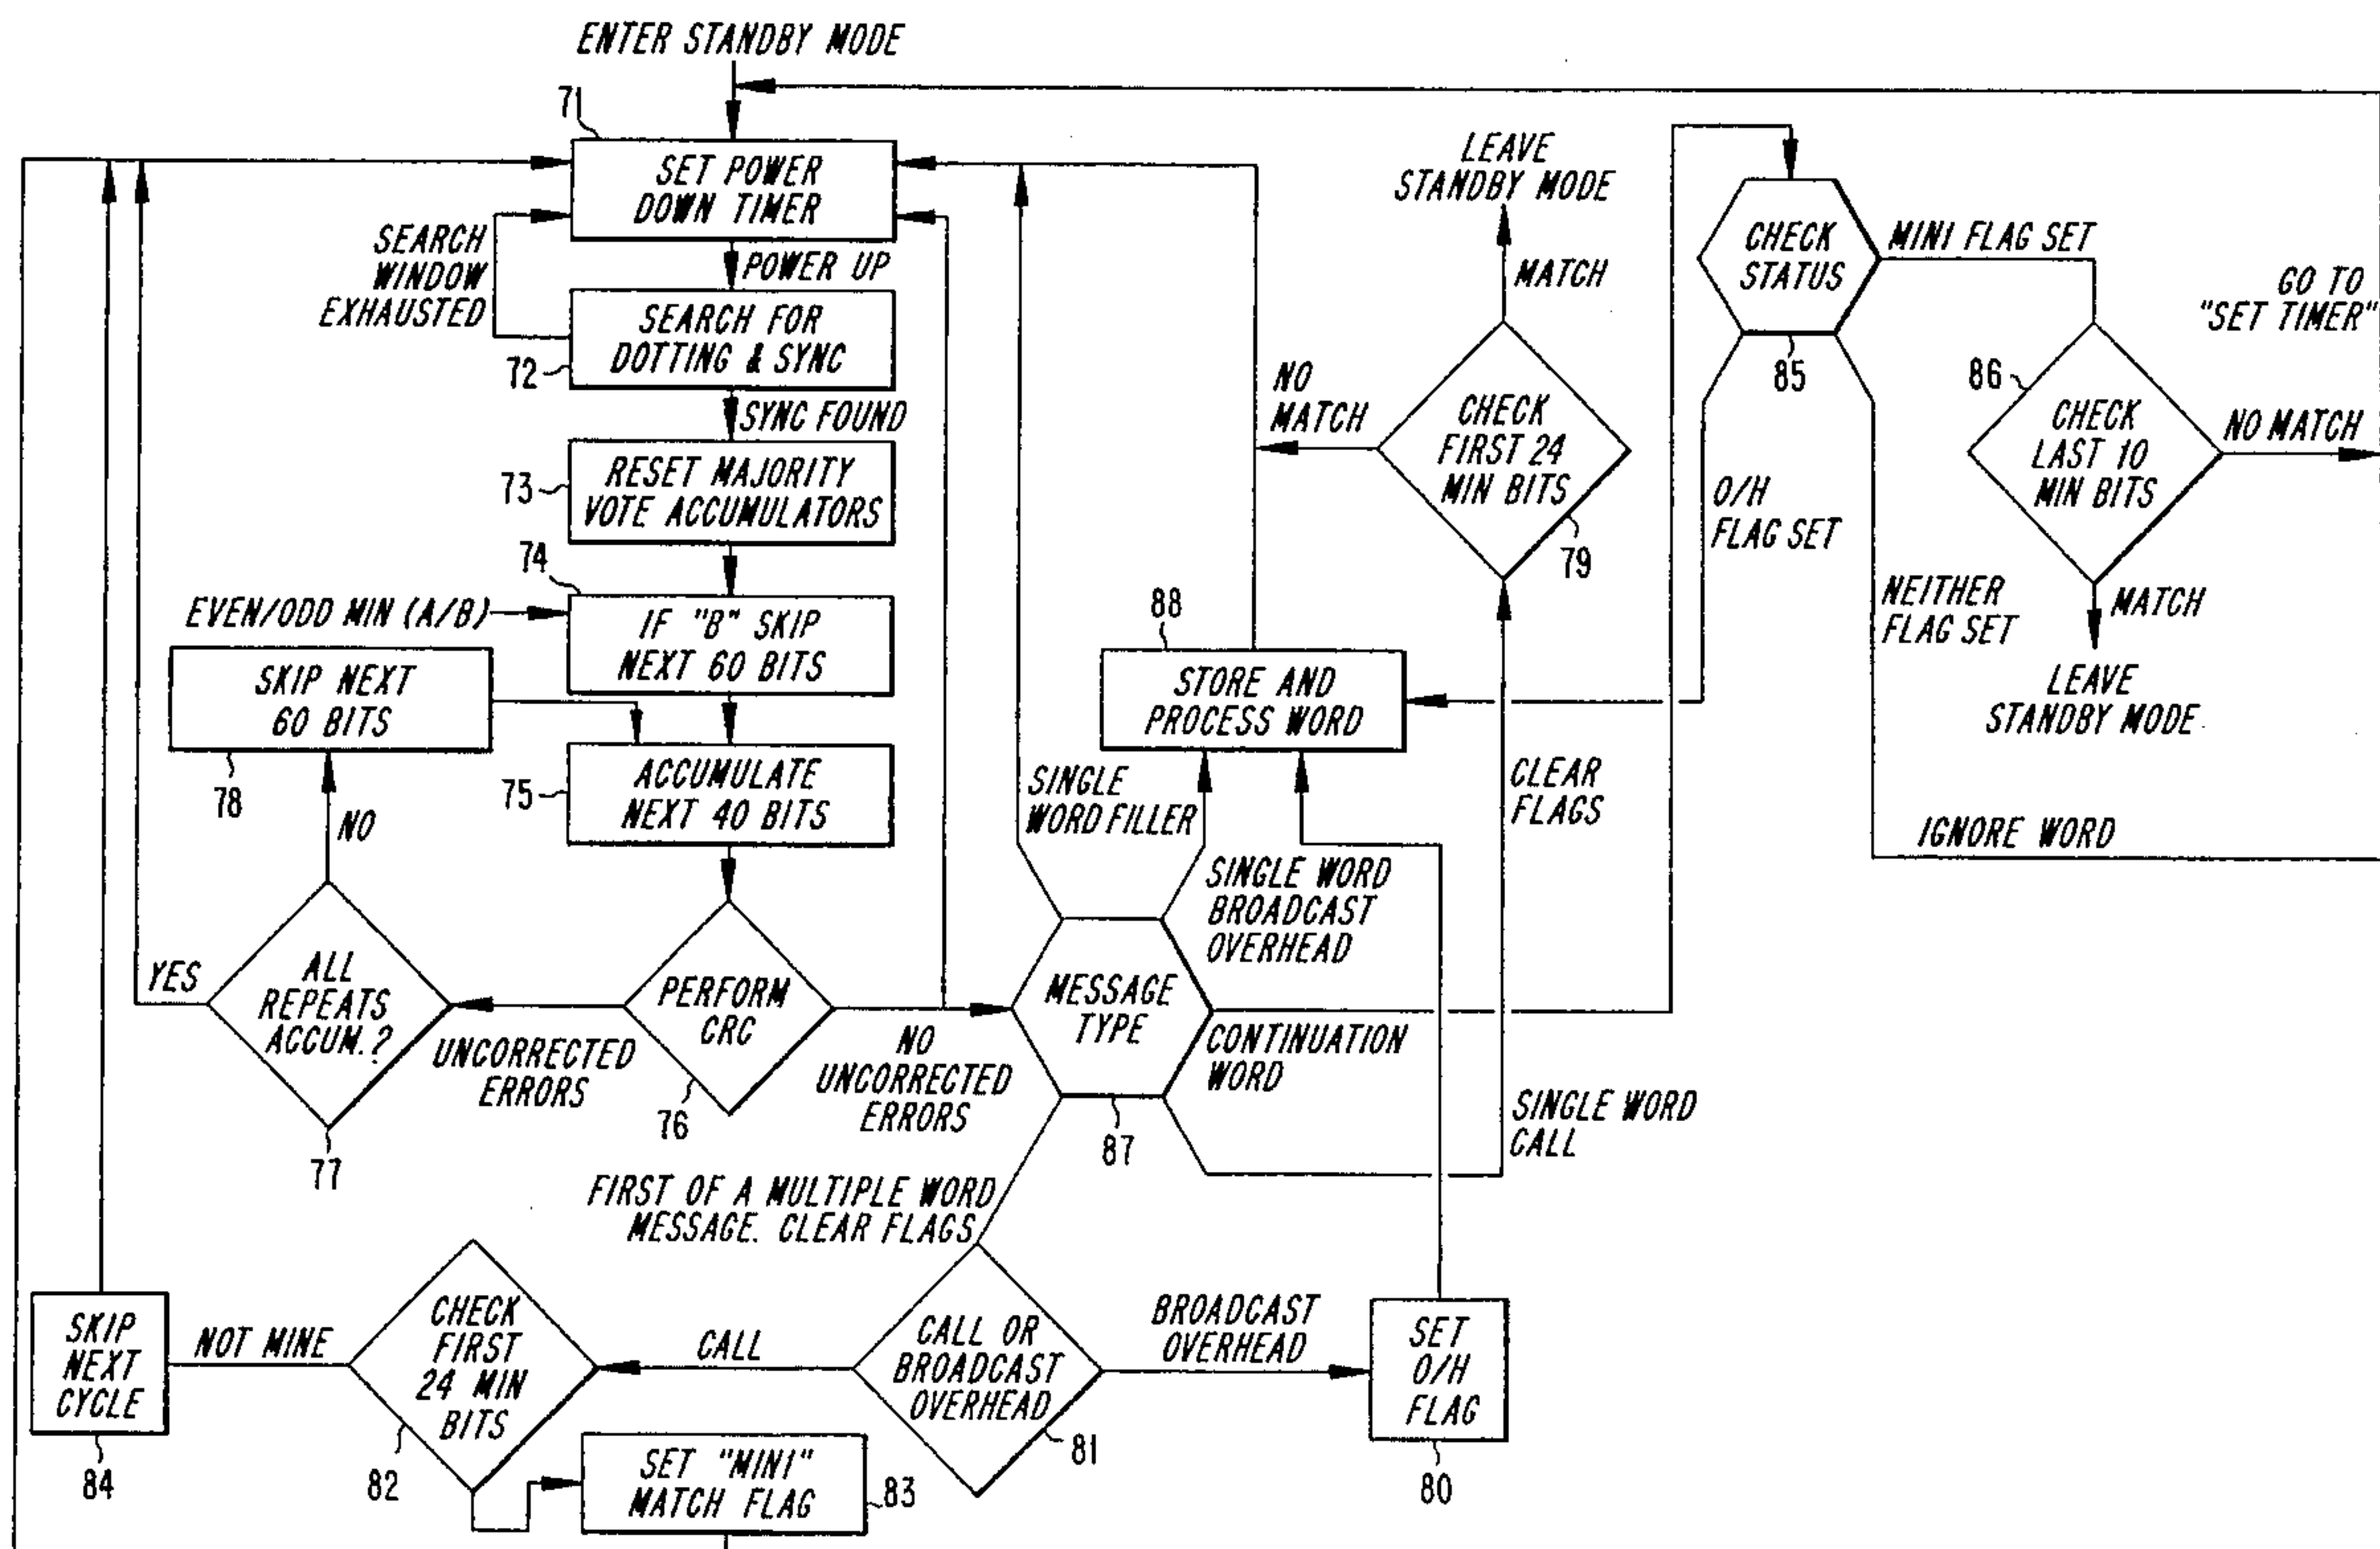 ENTER STANDBY MODE
71
SET POWER
DOWN TIMER
SEARCH
WINDOW
EXHAUSTED
POWER UP
SEARCH FOR
DOTTING & SYNC
72
SYNC FOUND
RESET MAJORITY
VOTE ACCUMULATORS
73
74
EVEN/ODD MIN (A/B)
IF "B" SKIP
NEXT 60 BITS
SKIP NEXT
60 BITS
78
ACCUMULATE
NEXT 40 BITS
75
NO
YES
ALL
REPEATS
ACCUM.?
77
UNCORRECTED
ERRORS
PERFORM
CRC
76
NO
UNCORRECTED
ERRORS
MESSAGE
TYPE
87
SINGLE
WORD FILLER
SINGLE WORD
BROADCAST
OVERHEAD
CONTINUATION
WORD
SINGLE WORD
CALL
CLEAR
FLAGS
88
STORE AND
PROCESS WORD
LEAVE
STANDBY MODE
MATCH
NO
MATCH
CHECK
FIRST 24
MIN BITS
79
CHECK
STATUS
85
MINI FLAG SET
GO TO
"SET TIMER"
86
CHECK
LAST 10
MIN BITS
NO MATCH
O/H
FLAG SET
NEITHER
FLAG SET
MATCH
LEAVE
STANDBY MODE
IGNORE WORD
FIRST OF A MULTIPLE WORD
MESSAGE. CLEAR FLAGS
CALL OR
BROADCAST
OVERHEAD
81
BROADCAST
OVERHEAD
SET
O/H
FLAG
80
CALL
CHECK
FIRST
24 MIN
BITS
82
NOT MINE
SKIP
NEXT
CYCLE
84
SET "MIN1"
MATCH FLAG
83